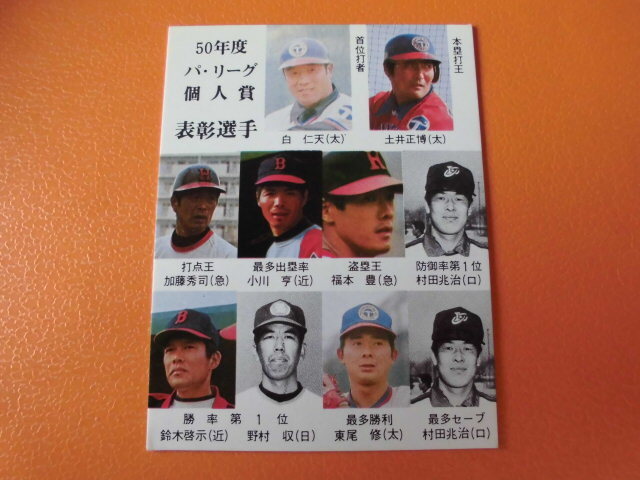 50年度
パ・リーグ
個人賞
表彰選手
首位打者
白 仁天(太)
本塁打王
土井正博(太)
打点王
加藤秀司(急)
最多出塁率
小川 亨(近)
盗塁王
福本 豊(急)
防御率第1位
村田兆治(ロ)
勝率第1位
鈴木啓示(近) 野村 収(日)
最多勝利
東尾 修(太)
最多セーブ
村田兆治(ロ)